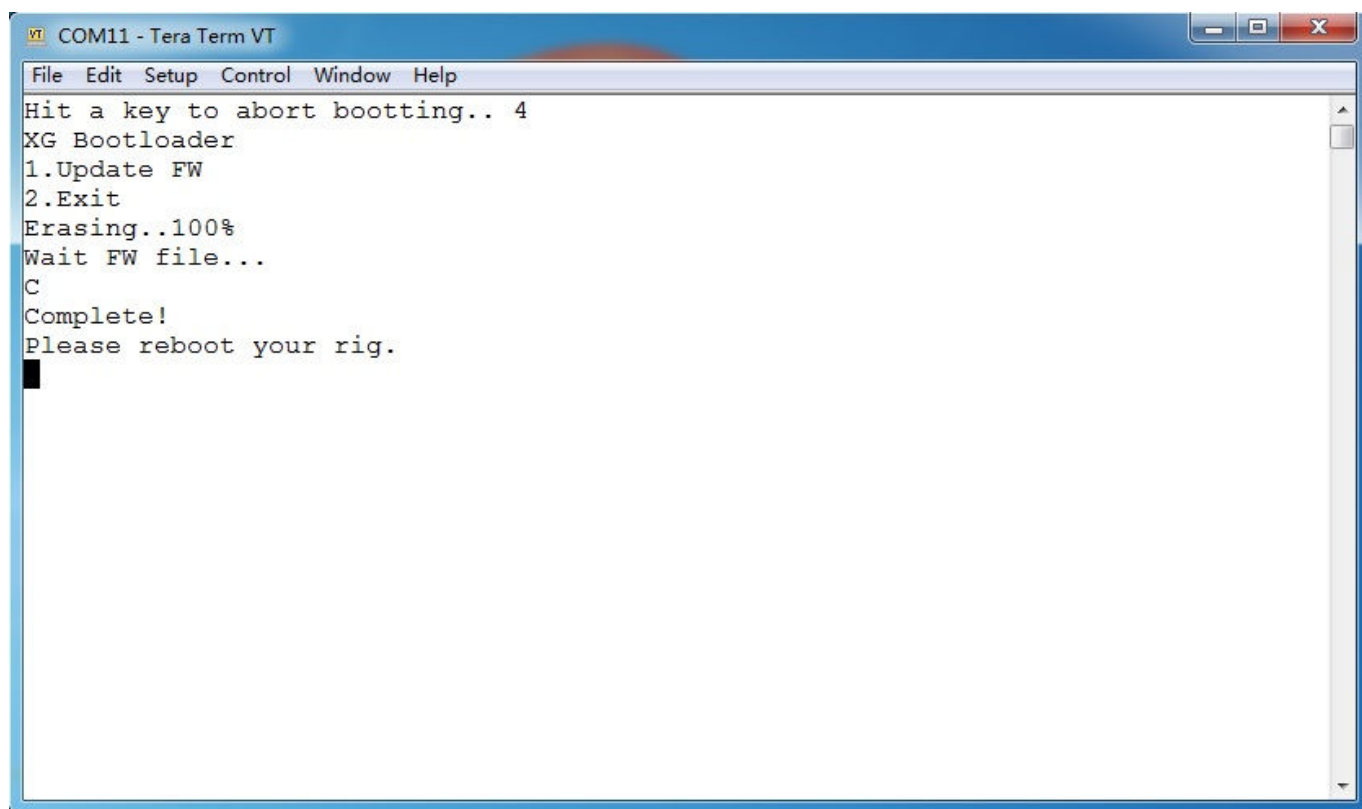 COM11 - Tera Term VT
File Edit Setup Control Window Help
Hit a key to abort bootting.. 4
XG Bootloader
1.Update FW
2.Exit
Erasing..100%
Wait FW file...
C
Complete!
Please reboot your rig.